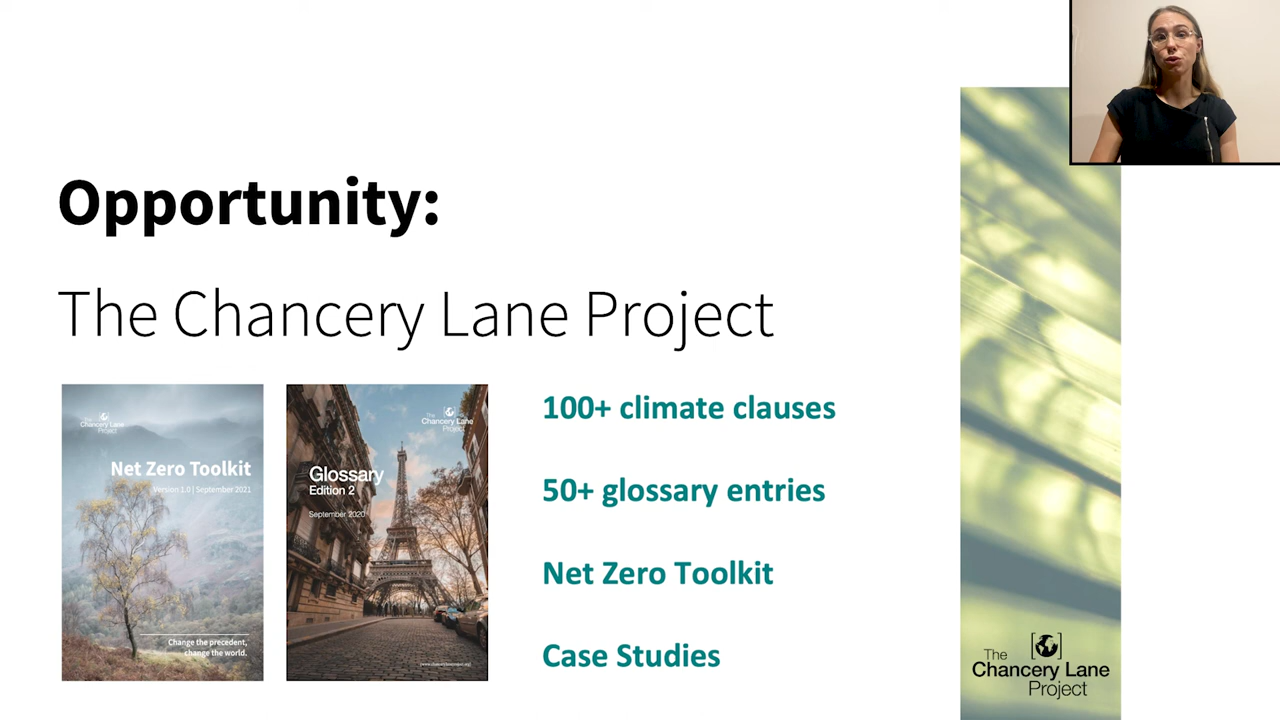 Opportunity:
The Chancery Lane Project
The
Chancery Lane
Project
Net Zero Toolkit
Version 1.0 | September 2021
Change the precedent,
change the world.
The
Chancery Lane
Project
Glossary
Edition 2
September 2020
100+ climate clauses
50+ glossary entries
Net Zero Toolkit
Case Studies
The
Chancery Lane
Project